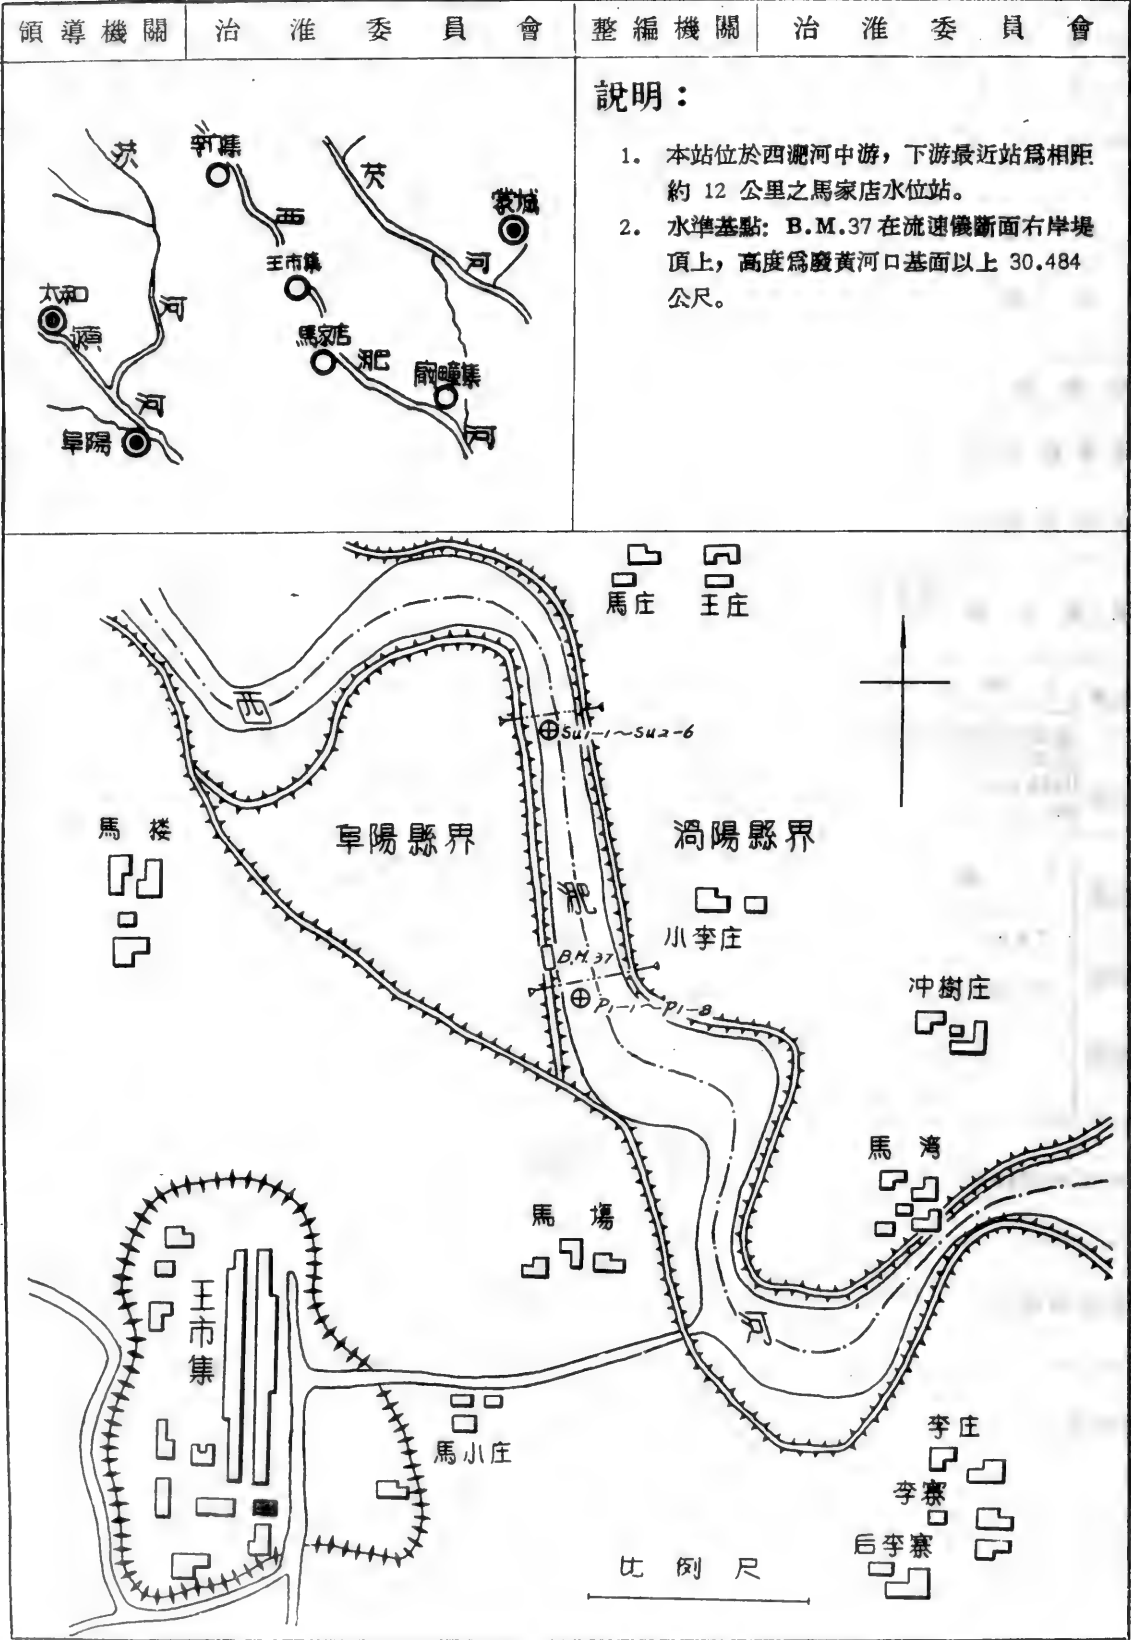 領導機關 治淮委員會 整編機關 治淮委員會
說明：
1. 本站位於西淝河中游，下游最近站爲相距
約 12 公里之馬家店水位站。
2. 水準基點: B.M.37 在流速儀斷面右岸堤
頂上，高度爲廢黃河口基面以上 30.484
公尺。
茨
河
西
茨
河
蒙城
王市集
太和
潁
河
馬家店
淝
河
阜陽
馬庄 王庄
西
Su1-1～Su2-6
馬楼
阜陽縣界
渦陽縣界
淝
小李庄
B.M. 37
P1-1～P1-8
冲樹庄
馬湾
馬塲
王市集
河
馬小庄
李庄
李寨
后李寨
比例尺